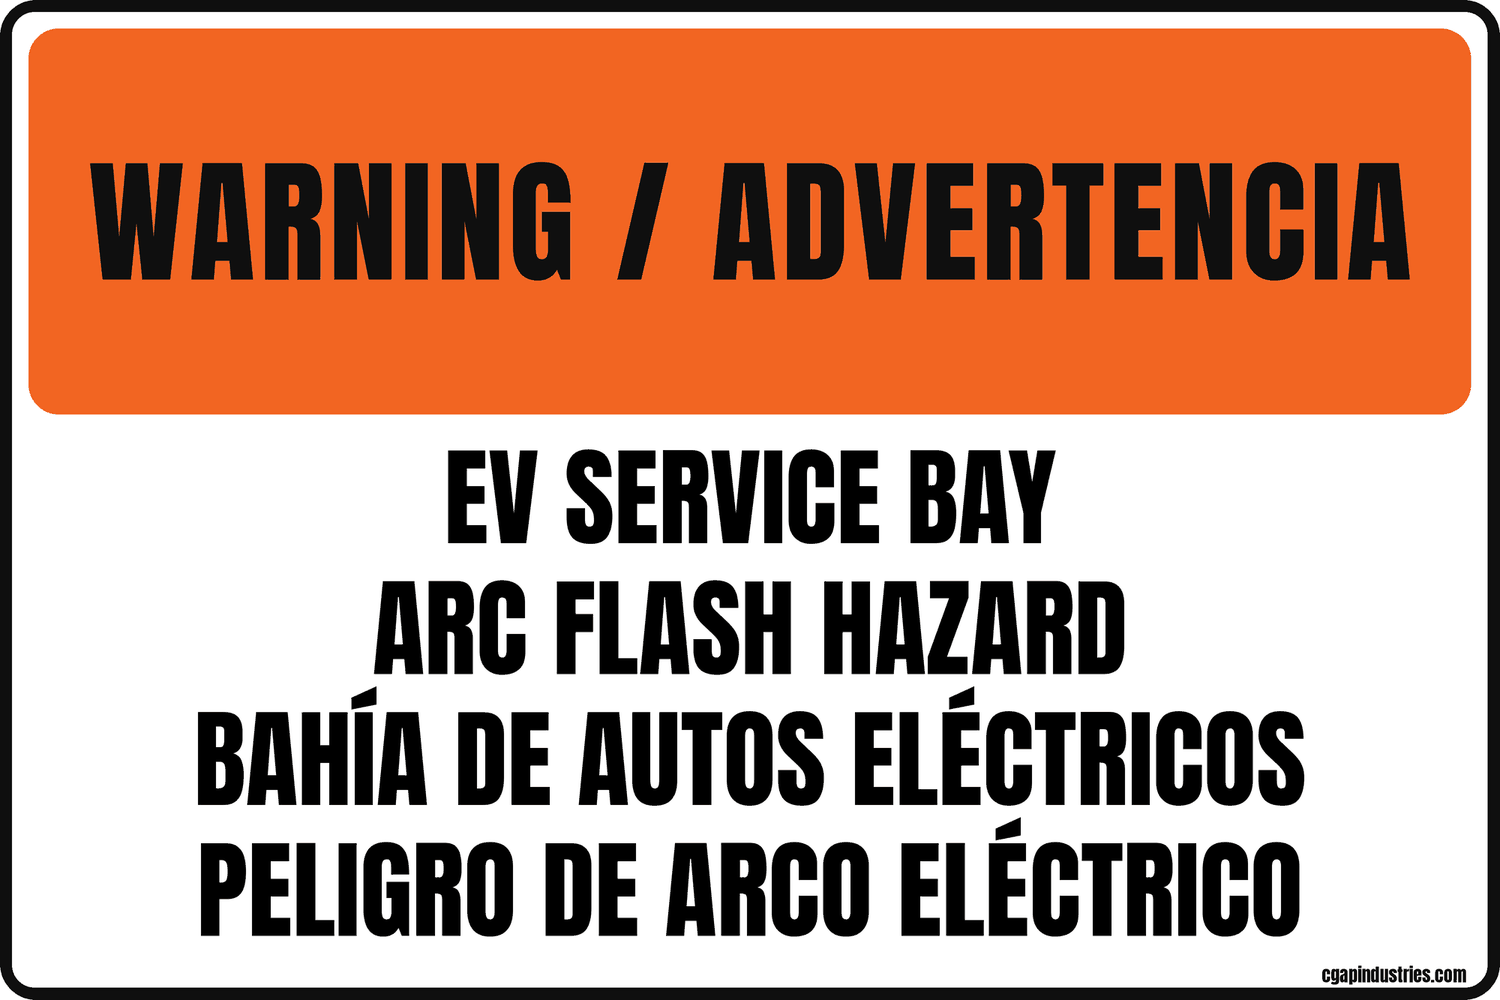 WARNING / ADVERTENCIA
EV SERVICE BAY
ARC FLASH HAZARD
BAHÍA DE AUTOS ELÉCTRICOS
PELIGRO DE ARCO ELÉCTRICO
cgapindustries.com